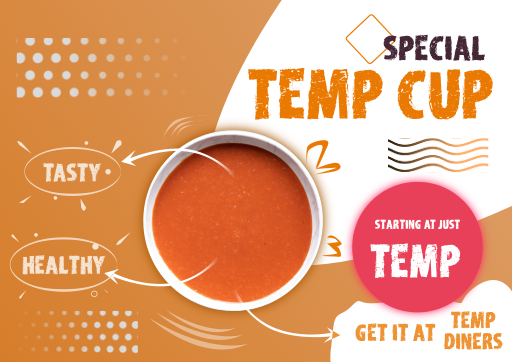 SPECIAL
TEMP CUP
TASTY
HEALTHY
STARTING AT JUST
TEMP
GET IT AT
TEMP
DINERS